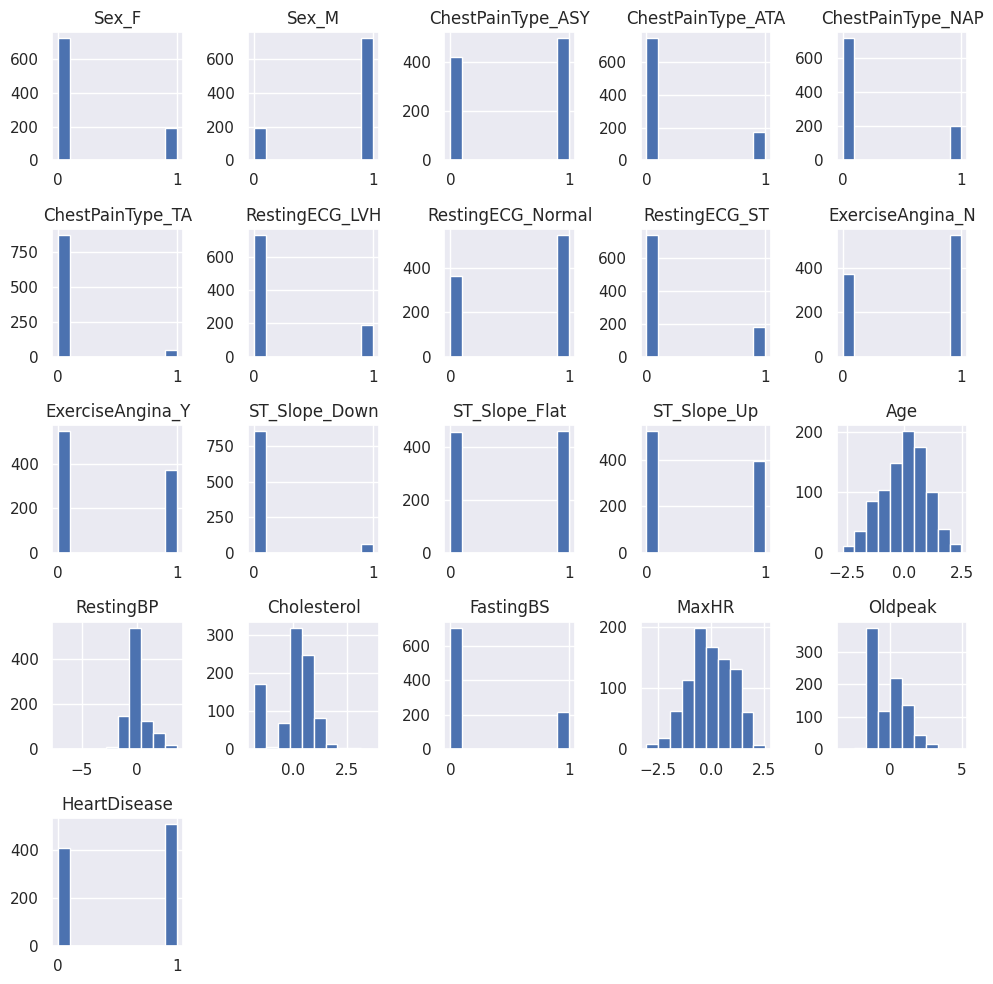 Sex_F Sex_M ChestPainType_ASY ChestPainType_ATA ChestPainType_NAP
600 600 400 600 600
400 400 200 400 400
200 200 200 200
0 0 0 0 0
0 1 0 1 0 1 0 1 0 1
ChestPainType_TA RestingECG_LVH RestingECG_Normal RestingECG_ST ExerciseAngina_N
750 600 400 600 400
500 400 200 400 200
250 200 200
0 0 0 0 0
0 1 0 1 0 1 0 1 0 1
ExerciseAngina_Y ST_Slope_Down ST_Slope_Flat ST_Slope_Up Age
400 750 400 400 200
200 500 200 200 100
250
0 0 0 0 0
0 1 0 1 0 1 0 1 −2.5 0.0 2.5
RestingBP Cholesterol FastingBS MaxHR Oldpeak
400 300 600 200 300
200 200 400 100 200
100 200 100
0 0 0 0 0
−5 0 0.0 2.5 0 1 −2.5 0.0 2.5 0 5
HeartDisease
400
200
0
0 1